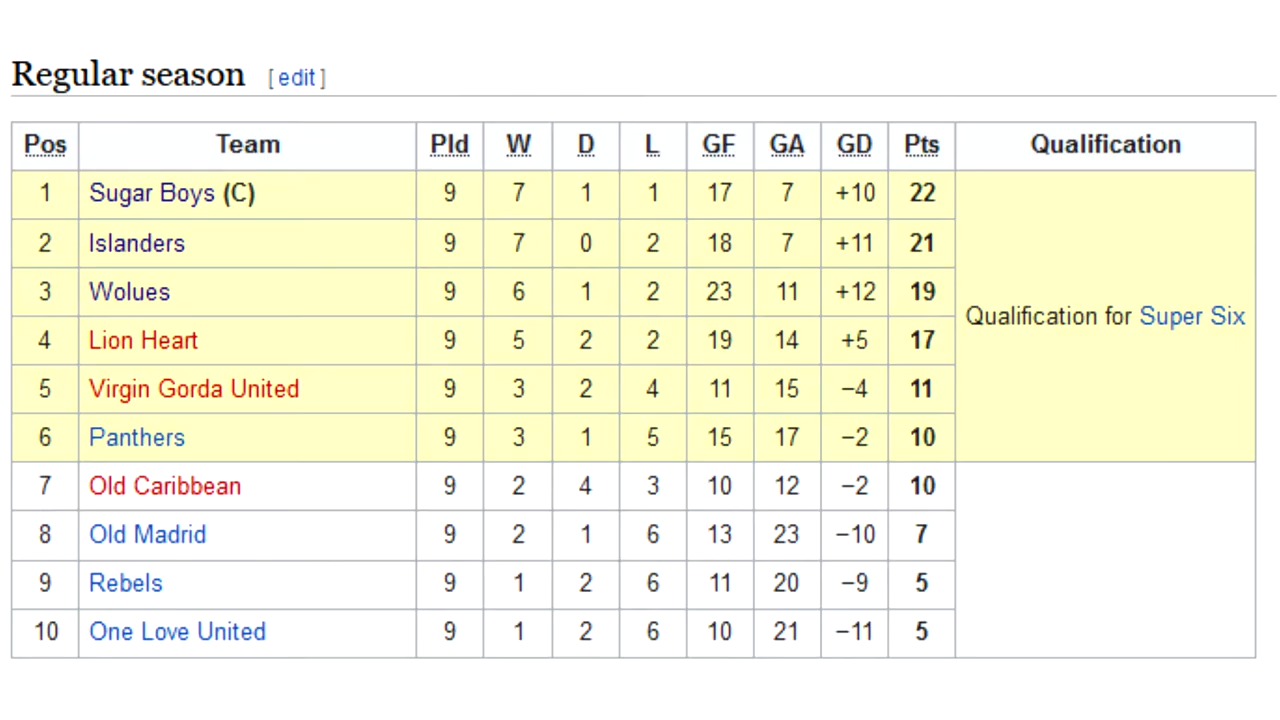 Regular season [ edit ]
Pos Team Pld W D L GF GA GD Pts Qualification
1 Sugar Boys (C) 9 7 1 1 17 7 +10 22
2 Islanders 9 7 0 2 18 7 +11 21
3 Wolues 9 6 1 2 23 11 +12 19
Qualification for Super Six
4 Lion Heart 9 5 2 2 19 14 +5 17
5 Virgin Gorda United 9 3 2 4 11 15 −4 11
6 Panthers 9 3 1 5 15 17 −2 10
7 Old Caribbean 9 2 4 3 10 12 −2 10
8 Old Madrid 9 2 1 6 13 23 −10 7
9 Rebels 9 1 2 6 11 20 −9 5
10 One Love United 9 1 2 6 10 21 −11 5